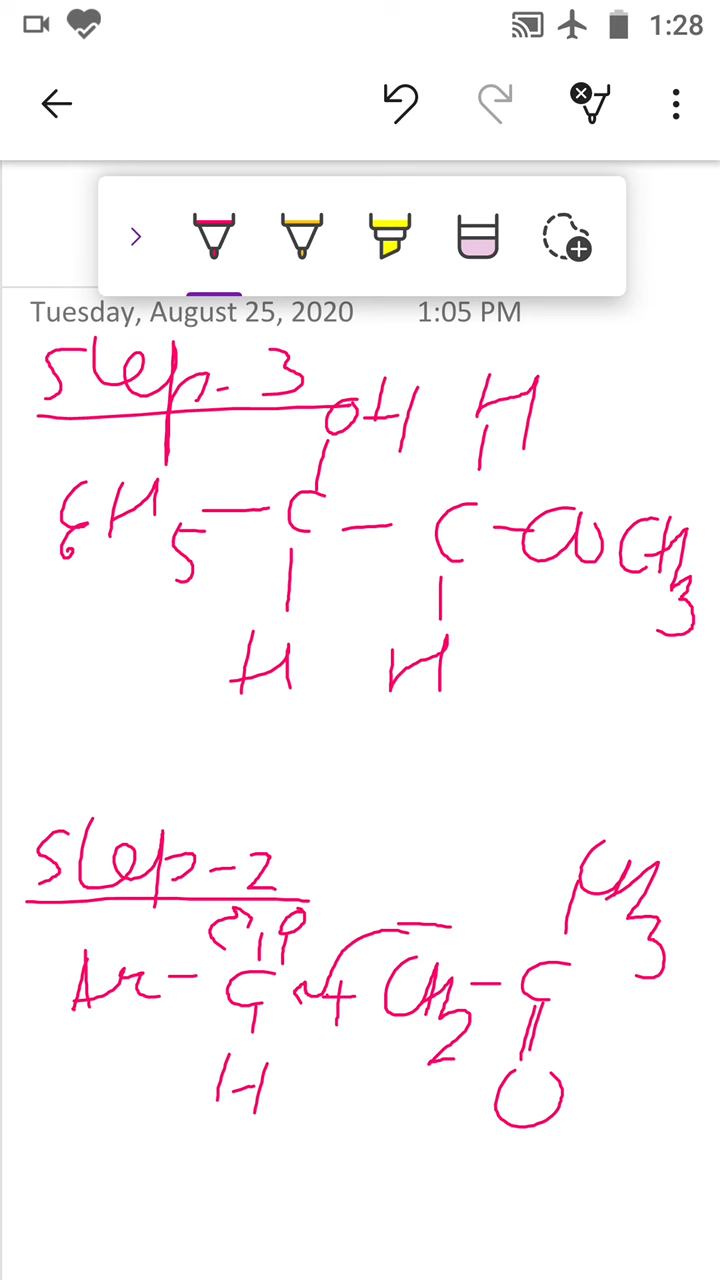 1:28
Tuesday, August 25, 2020 1:05 PM
Step-3
OH H
C6H5-C-C-COCH3
H H
Step-2
CH3
O
Ar-C + CH2-C
H
O